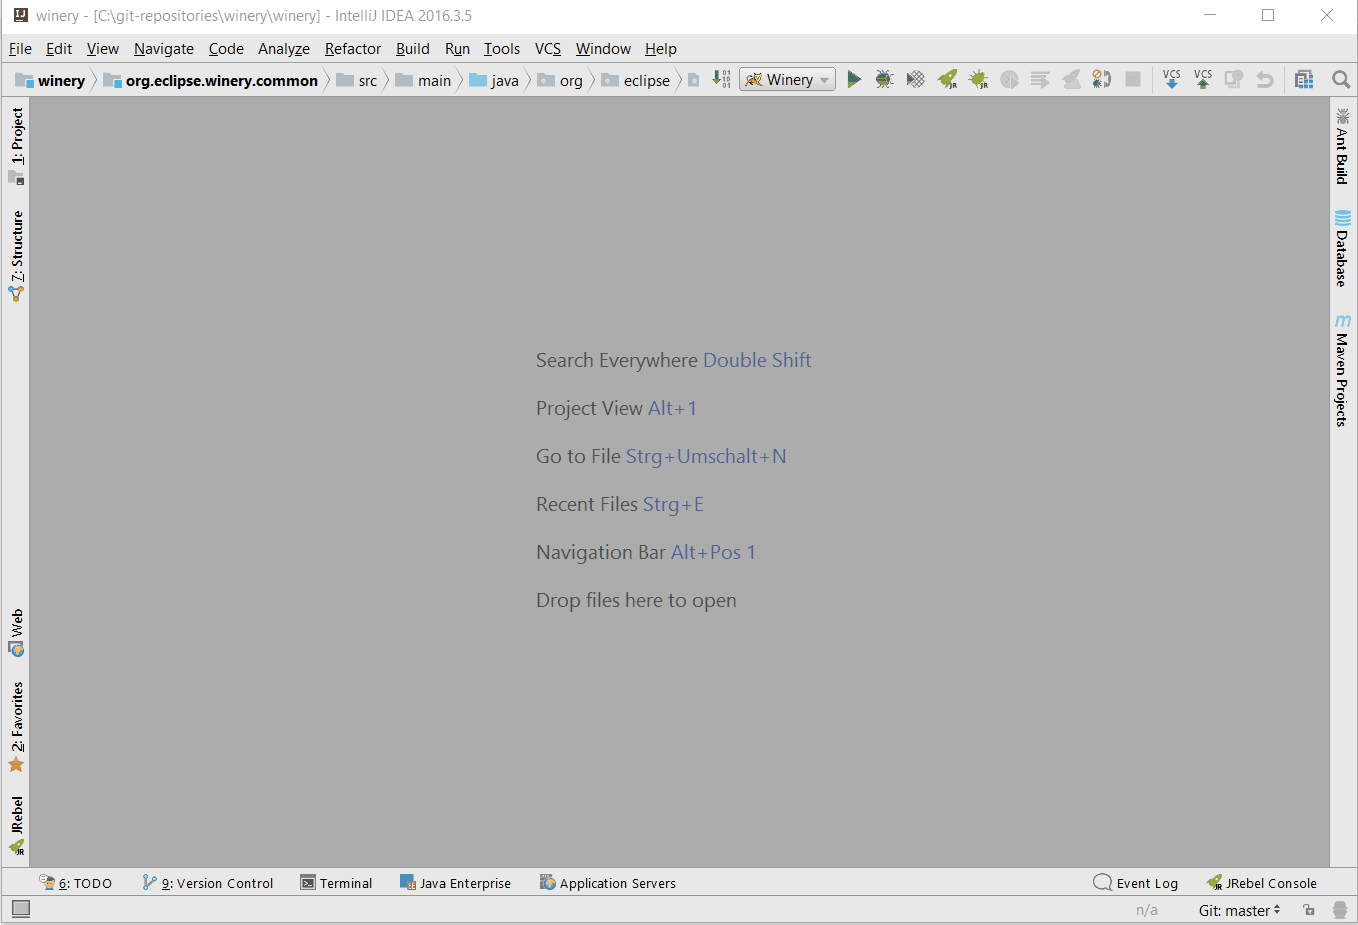 winery - [C:\git-repositories\winery\winery] - IntelliJ IDEA 2016.3.5
File Edit View Navigate Code Analyze Refactor Build Run Tools VCS Window Help
winery org.eclipse.winery.common src main java org eclipse Winery VCS VCS
1: Project
7: Structure
Web
2: Favorites
JRebel
Search Everywhere Double Shift
Project View Alt+1
Go to File Strg+Umschalt+N
Recent Files Strg+E
Navigation Bar Alt+Pos 1
Drop files here to open
Ant Build
Database
Maven Projects
6: TODO 9: Version Control Terminal Java Enterprise Application Servers Event Log JRebel Console
n/a Git: master